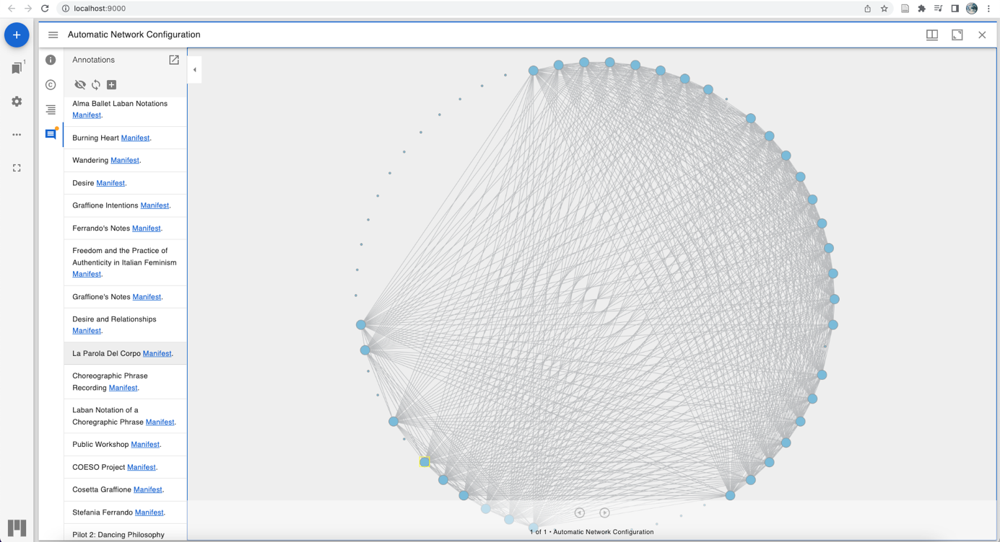 localhost:9000
Automatic Network Configuration
1
Annotations
Alma Ballet Laban Notations
Manifest.
Burning Heart Manifest.
Wandering Manifest.
Desire Manifest.
Graffione Intentions Manifest.
Ferrando's Notes Manifest.
Freedom and the Practice of
Authenticity in Italian Feminism
Manifest.
Graffione's Notes Manifest.
Desire and Relationships
Manifest.
La Parola Del Corpo Manifest.
Choreographic Phrase
Recording Manifest.
Laban Notation of a
Choregraphic Phrase Manifest.
Public Workshop Manifest.
COESO Project Manifest.
Cosetta Graffione Manifest.
Stefania Ferrando Manifest.
Pilot 2: Dancing Philosophy
1 of 1 • Automatic Network Configuration